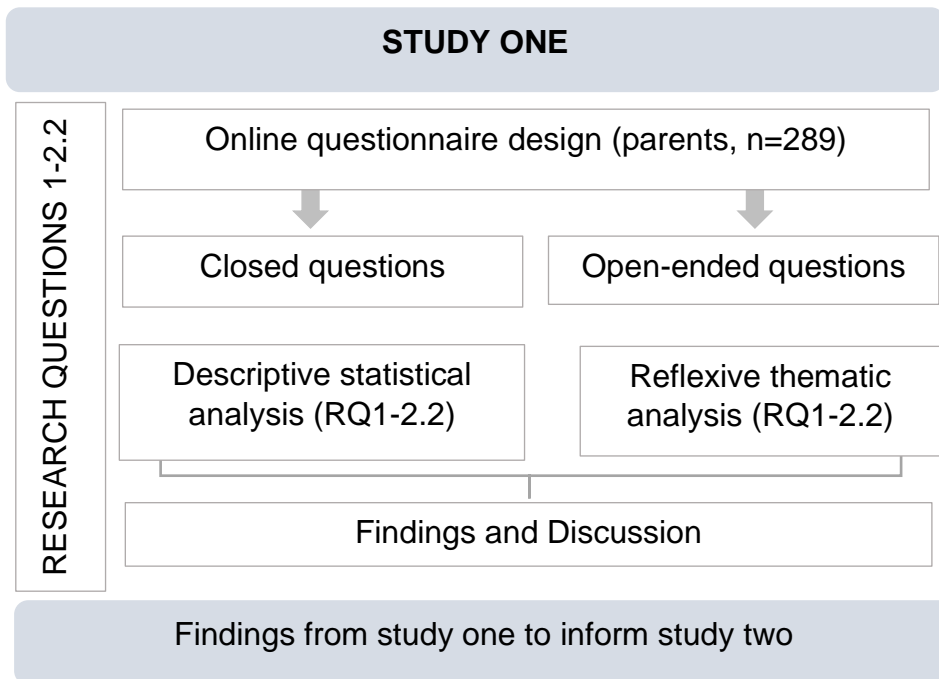 STUDY ONE
RESEARCH QUESTIONS 1-2.2
Online questionnaire design (parents, n=289)
Closed questions
Open-ended questions
Descriptive statistical
analysis (RQ1-2.2)
Reflexive thematic
analysis (RQ1-2.2)
Findings and Discussion
Findings from study one to inform study two